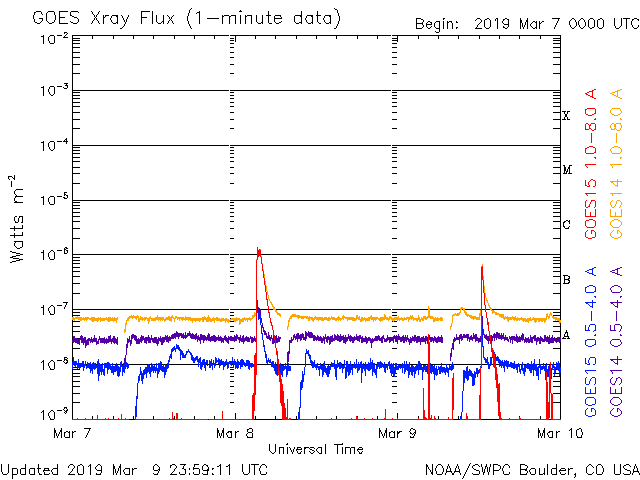 GOES Xray Flux (1-minute data)
Begin: 2019 Mar 7 0000 UTC
Watts m-2
10-2
10-3
10-4
10-5
10-6
10-7
10-8
10-9
X
M
C
B
A
GOES15 1.0-8.0 A
GOES14 1.0-8.0 A
GOES15 0.5-4.0 A
GOES14 0.5-4.0 A
Mar 7
Mar 8
Mar 9
Mar 10
Universal Time
Updated 2019 Mar 9 23:59:11 UTC
NOAA/SWPC Boulder, CO USA